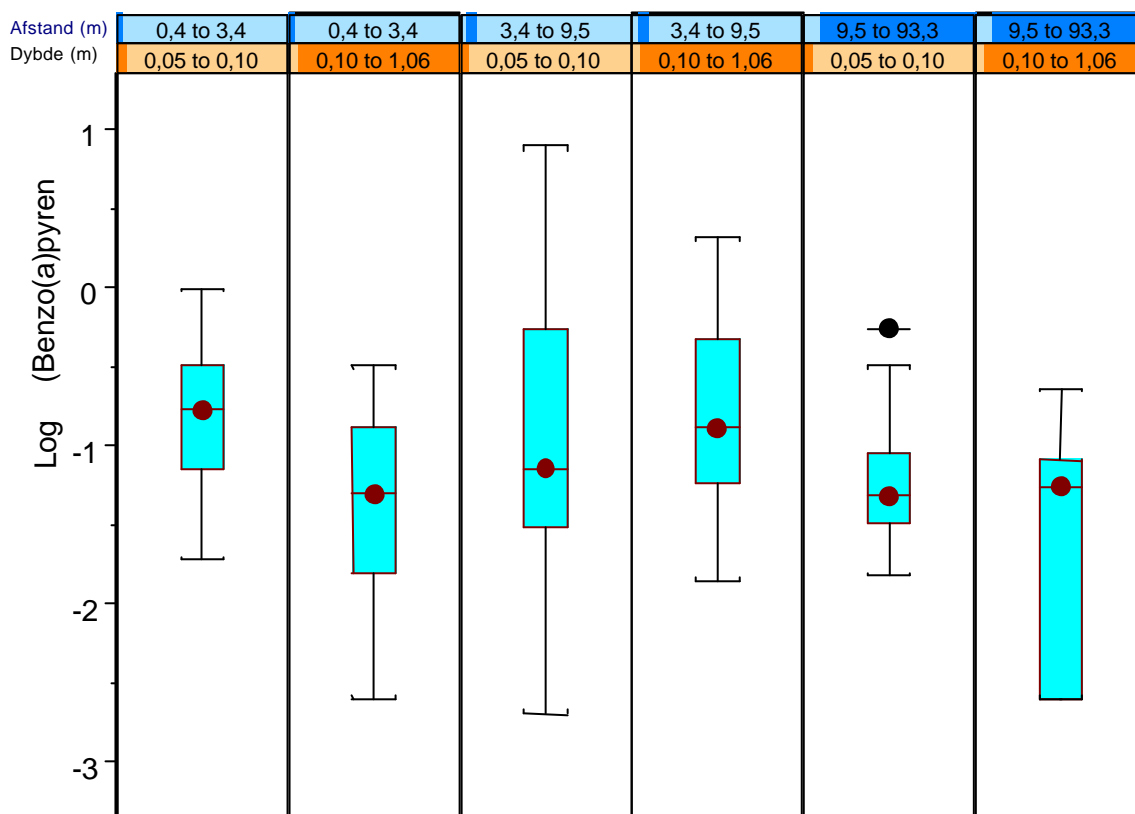 Afstand (m) 0,4 to 3,4 0,4 to 3,4 3,4 to 9,5 3,4 to 9,5 9,5 to 93,3 9,5 to 93,3
Dybde (m) 0,05 to 0,10 0,10 to 1,06 0,05 to 0,10 0,10 to 1,06 0,05 to 0,10 0,10 to 1,06
Log (Benzo(a)pyren
1
0
-1
-2
-3